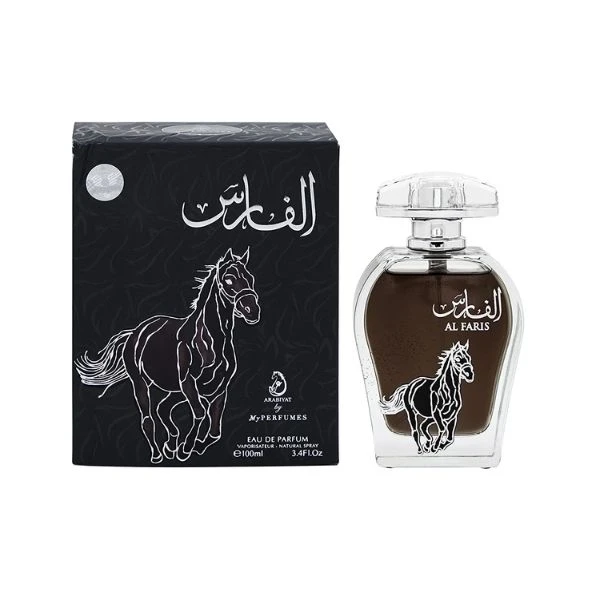 الفارس
ARABIYAT
by
MyPERFUMES
EAU DE PARFUM
VAPORISATEUR - NATURAL SPRAY
℮100ml 3.4Fl.Oz
الفارس
AL FARIS